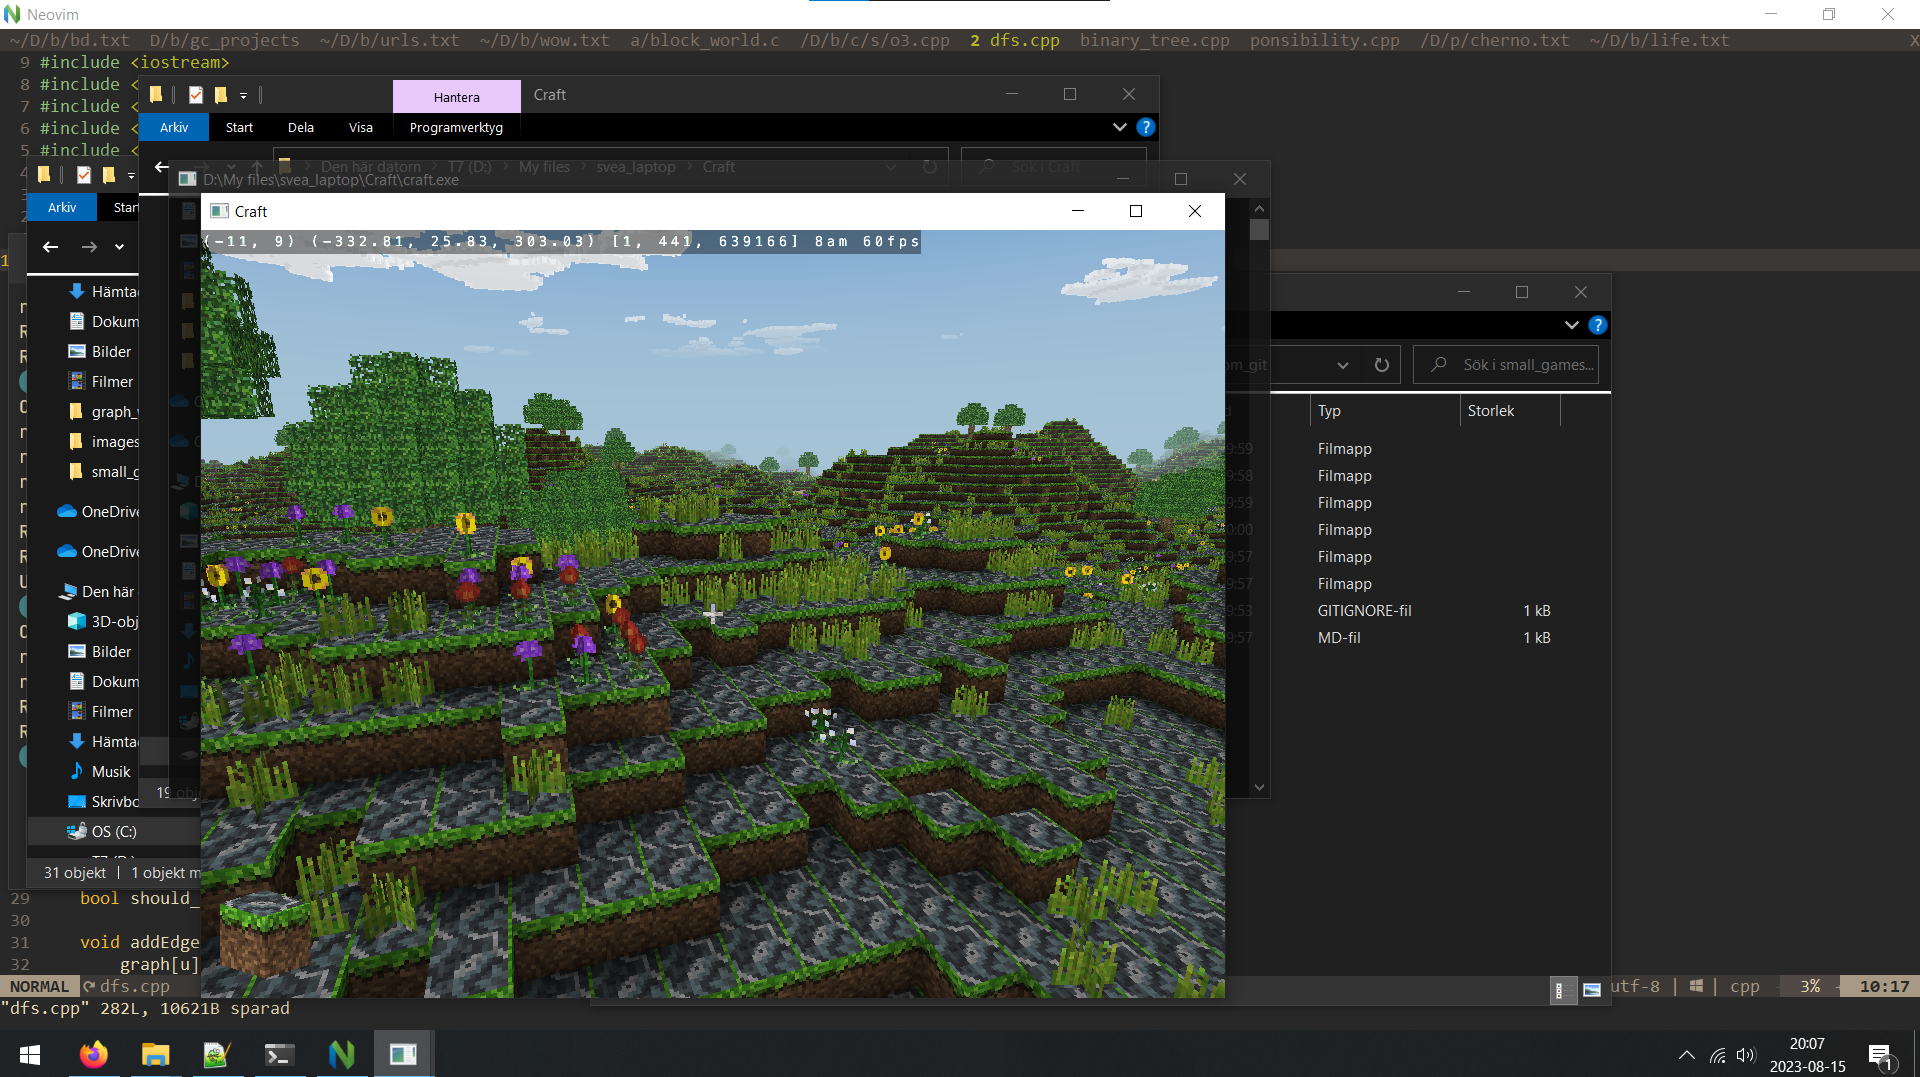 Neovim
~/D/b/bd.txt D/b/gc_projects ~/D/b/urls.txt ~/D/b/wow.txt a/block_world.c /D/b/c/s/o3.cpp 2 dfs.cpp binary_tree.cpp ponsibility.cpp /D/p/cherno.txt ~/D/b/life.txt X
9 #include <iostream>
8 #include <
7 #include <
6 #include <
5 #include <
Hantera
Craft
Arkiv Start Dela Visa Programverktyg
Den här datorn T7 (D:) My files svea_laptop Craft
Sök i Craft
D:\My files\svea_laptop\Craft\craft.exe
Craft
(-11, 9) (-332.81, 25.83, 303.03) [1, 441, 639166] 8am 60fps
Arkiv Start
Hämta
Dokum
Bilder
Filmer
graph_
images
small_g
OneDrive
OneDrive
Den här
3D-obj
Bilder
Dokum
Filmer
Hämta
Musik
Skrivbo
OS (C:)
31 objekt 1 objekt m
19 obj
om_git
Sök i small_games...
Typ Storlek
Filmapp
Filmapp
Filmapp
Filmapp
Filmapp
Filmapp
GITIGNORE-fil 1 kB
MD-fil 1 kB
29 bool should_
30
31 void addEdge
32 graph[u]
NORMAL dfs.cpp
utf-8 | | cpp 3% 10:17
"dfs.cpp" 282L, 10621B sparad
20:07
2023-08-15
1